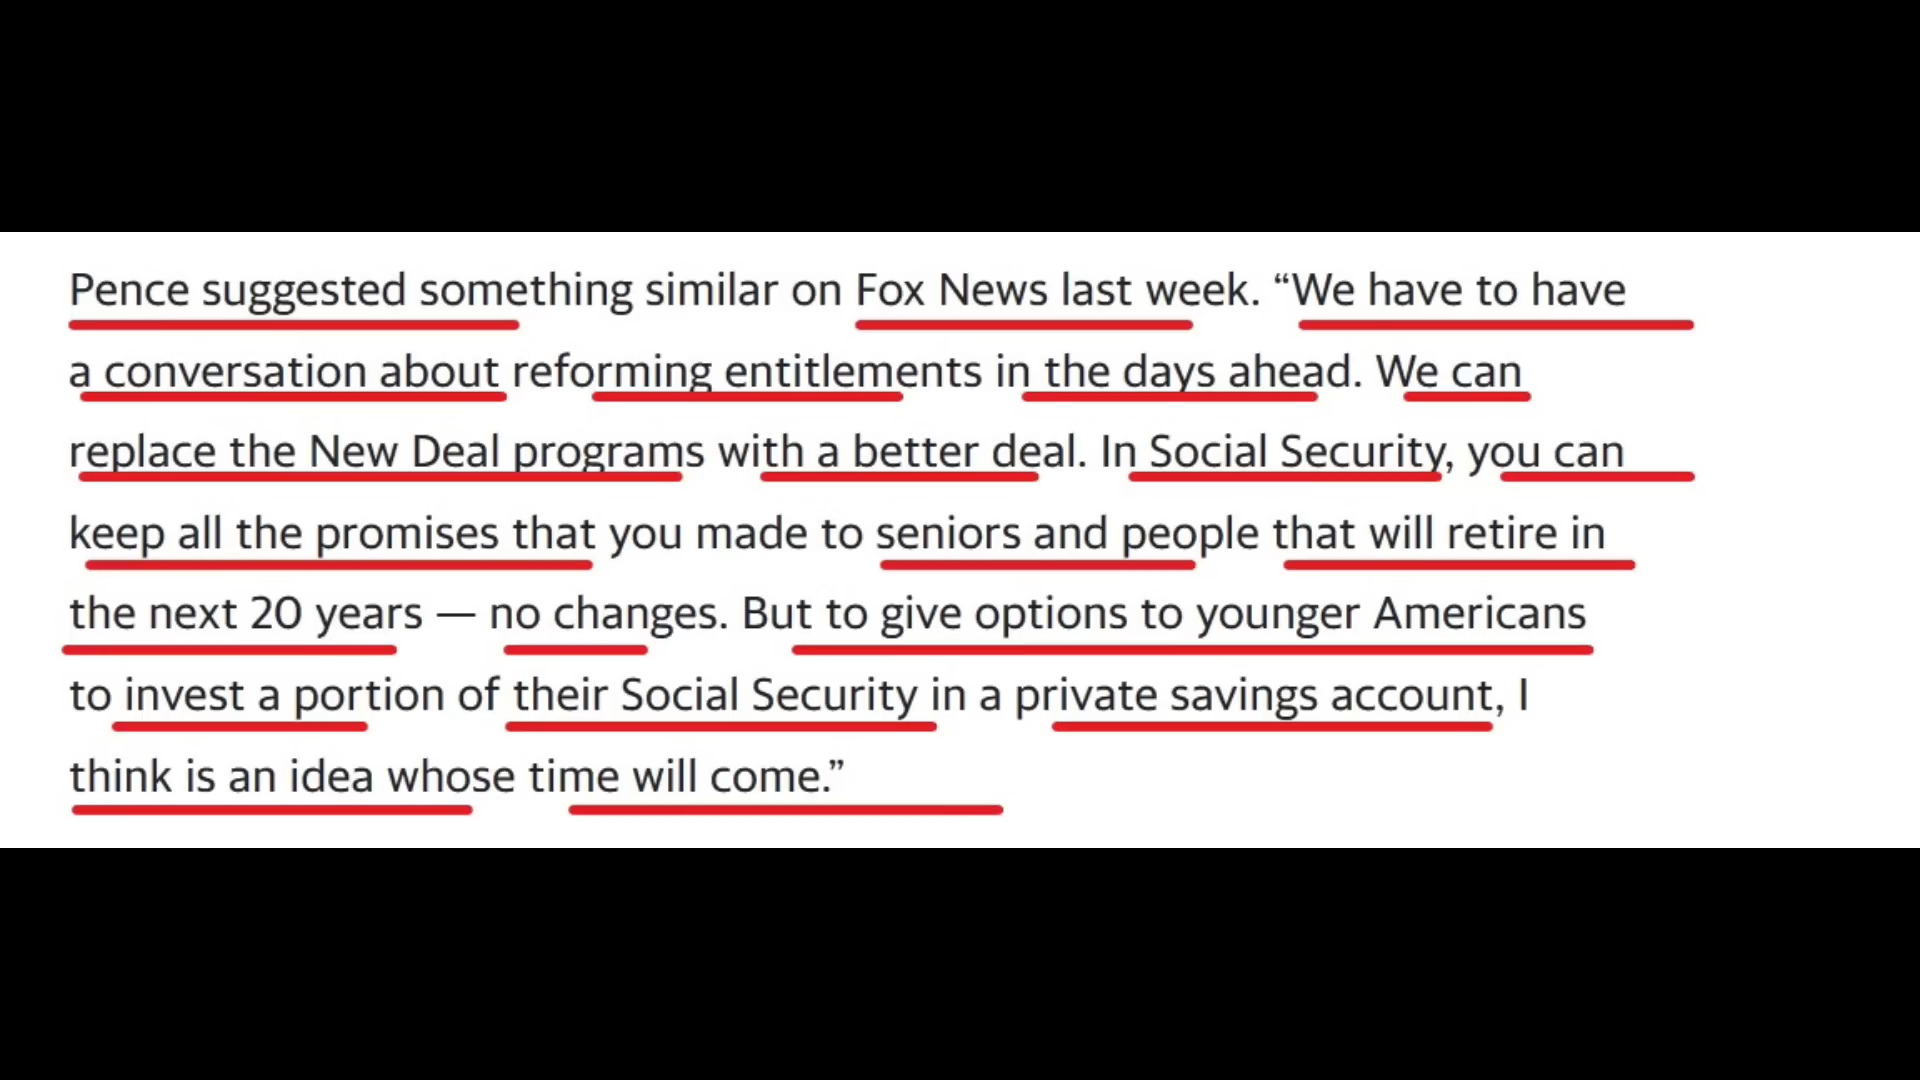 Pence suggested something similar on Fox News last week. “We have to have
a conversation about reforming entitlements in the days ahead. We can
replace the New Deal programs with a better deal. In Social Security, you can
keep all the promises that you made to seniors and people that will retire in
the next 20 years — no changes. But to give options to younger Americans
to invest a portion of their Social Security in a private savings account, I
think is an idea whose time will come.”